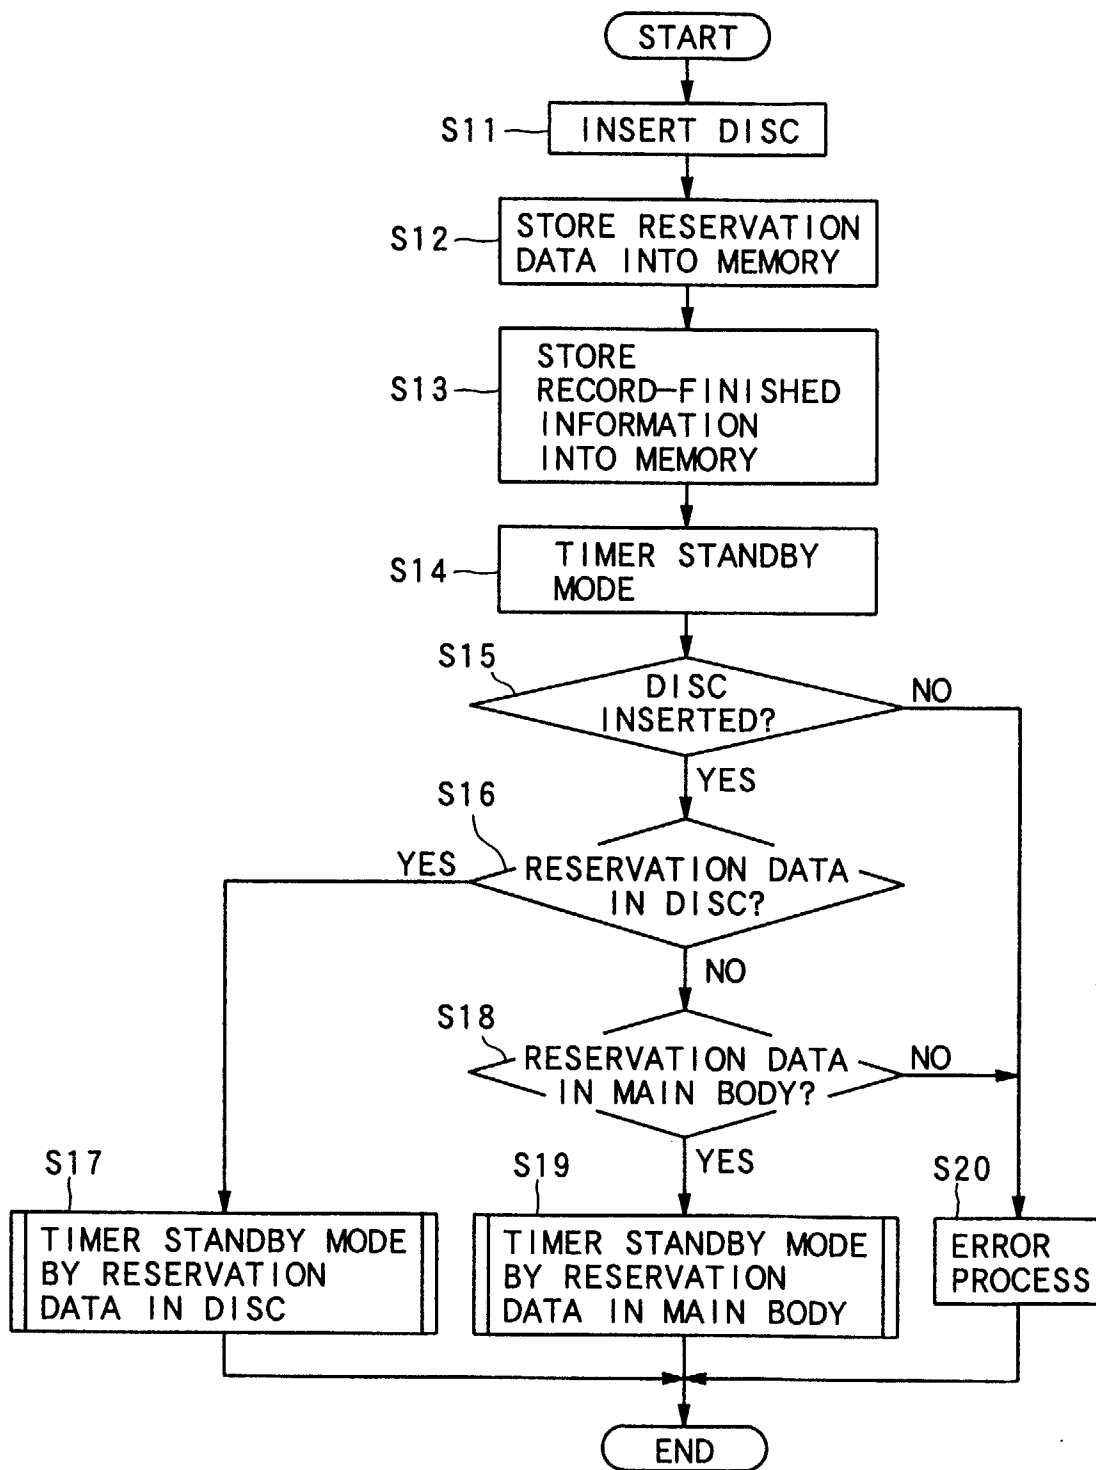 START
S11
INSERT DISC
S12
STORE RESERVATION
DATA INTO MEMORY
S13
STORE
RECORD-FINISHED
INFORMATION
INTO MEMORY
S14
TIMER STANDBY
MODE
S15
DISC
INSERTED?
NO
YES
S16
YES
RESERVATION DATA
IN DISC?
NO
S18
RESERVATION DATA
IN MAIN BODY?
NO
YES
S17
TIMER STANDBY MODE
BY RESERVATION
DATA IN DISC
S19
TIMER STANDBY MODE
BY RESERVATION
DATA IN MAIN BODY
S20
ERROR
PROCESS
END